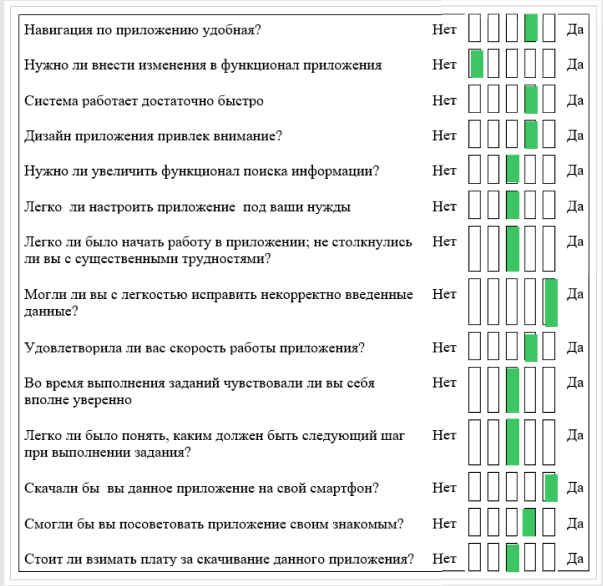 Навигация по приложению удобная? Нет Да
Нужно ли внести изменения в функционал приложения Нет Да
Система работает достаточно быстро Нет Да
Дизайн приложения привлек внимание? Нет Да
Нужно ли увеличить функционал поиска информации? Нет Да
Легко ли настроить приложение под ваши нужды Нет Да
Легко ли было начать работу в приложении; не столкнулись Нет Да
ли вы с существенными трудностями?
Могли ли вы с легкостью исправить некорректно введенные Нет Да
данные?
Удовлетворила ли вас скорость работы приложения? Нет Да
Во время выполнения заданий чувствовали ли вы себя Нет Да
вполне уверенно
Легко ли было понять, каким должен быть следующий шаг Нет Да
при выполнении задания?
Скачали бы вы данное приложение на свой смартфон? Нет Да
Смогли бы вы посоветовать приложение своим знакомым? Нет Да
Стоит ли взимать плату за скачивание данного приложения? Нет Да